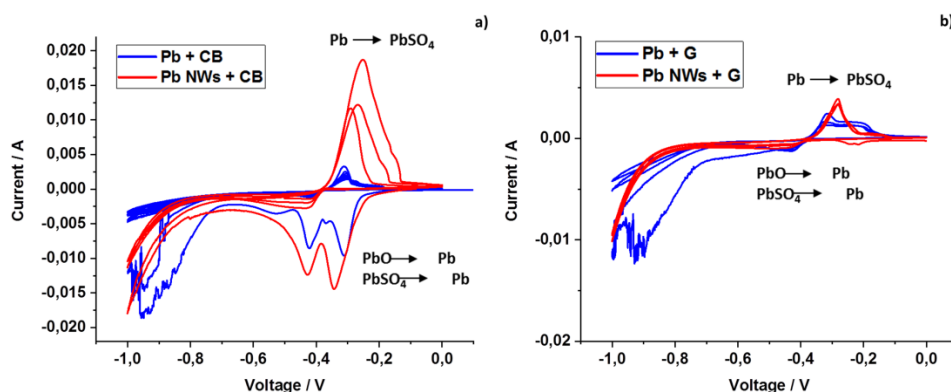 a)
Pb + CB
Pb NWs + CB
Pb → PbSO₄
PbO → Pb
PbSO₄ → Pb
0,020
0,015
0,010
0,005
0,000
-0,005
-0,010
-0,015
-0,020
Current / A
-1,0 -0,8 -0,6 -0,4 -0,2 0,0
Voltage / V
b)
Pb + G
Pb NWs + G
Pb → PbSO₄
PbO → Pb
PbSO₄ → Pb
0,01
0,00
-0,01
-0,02
Current / A
-1,0 -0,8 -0,6 -0,4 -0,2 0,0
Voltage / V